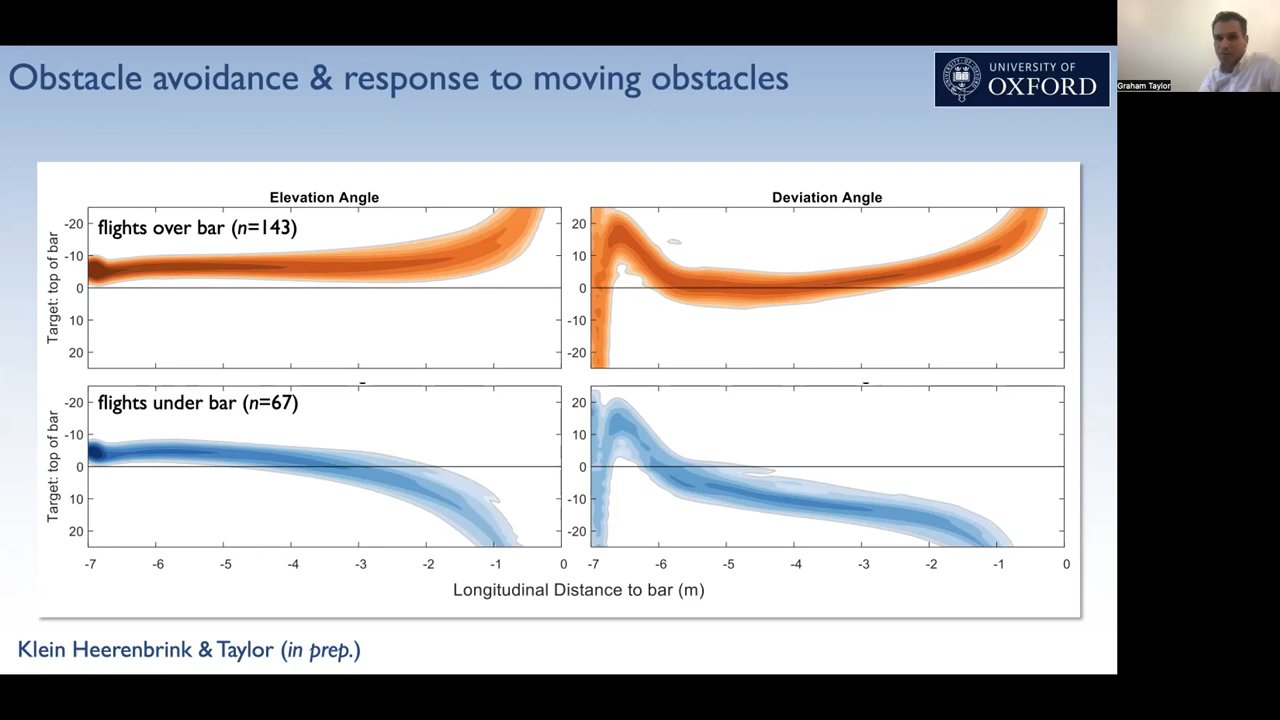 Obstacle avoidance & response to moving obstacles
UNIVERSITY OF
OXFORD
Graham Taylor
Elevation Angle
flights over bar (n=143)
Target: top of bar
-20
-10
0
10
20
Deviation Angle
20
10
0
-10
-20
flights under bar (n=67)
Target: top of bar
-20
-10
0
10
20
20
10
0
-10
-20
-7 -6 -5 -4 -3 -2 -1 0
-7 -6 -5 -4 -3 -2 -1 0
Longitudinal Distance to bar (m)
Klein Heerenbrink & Taylor (in prep.)